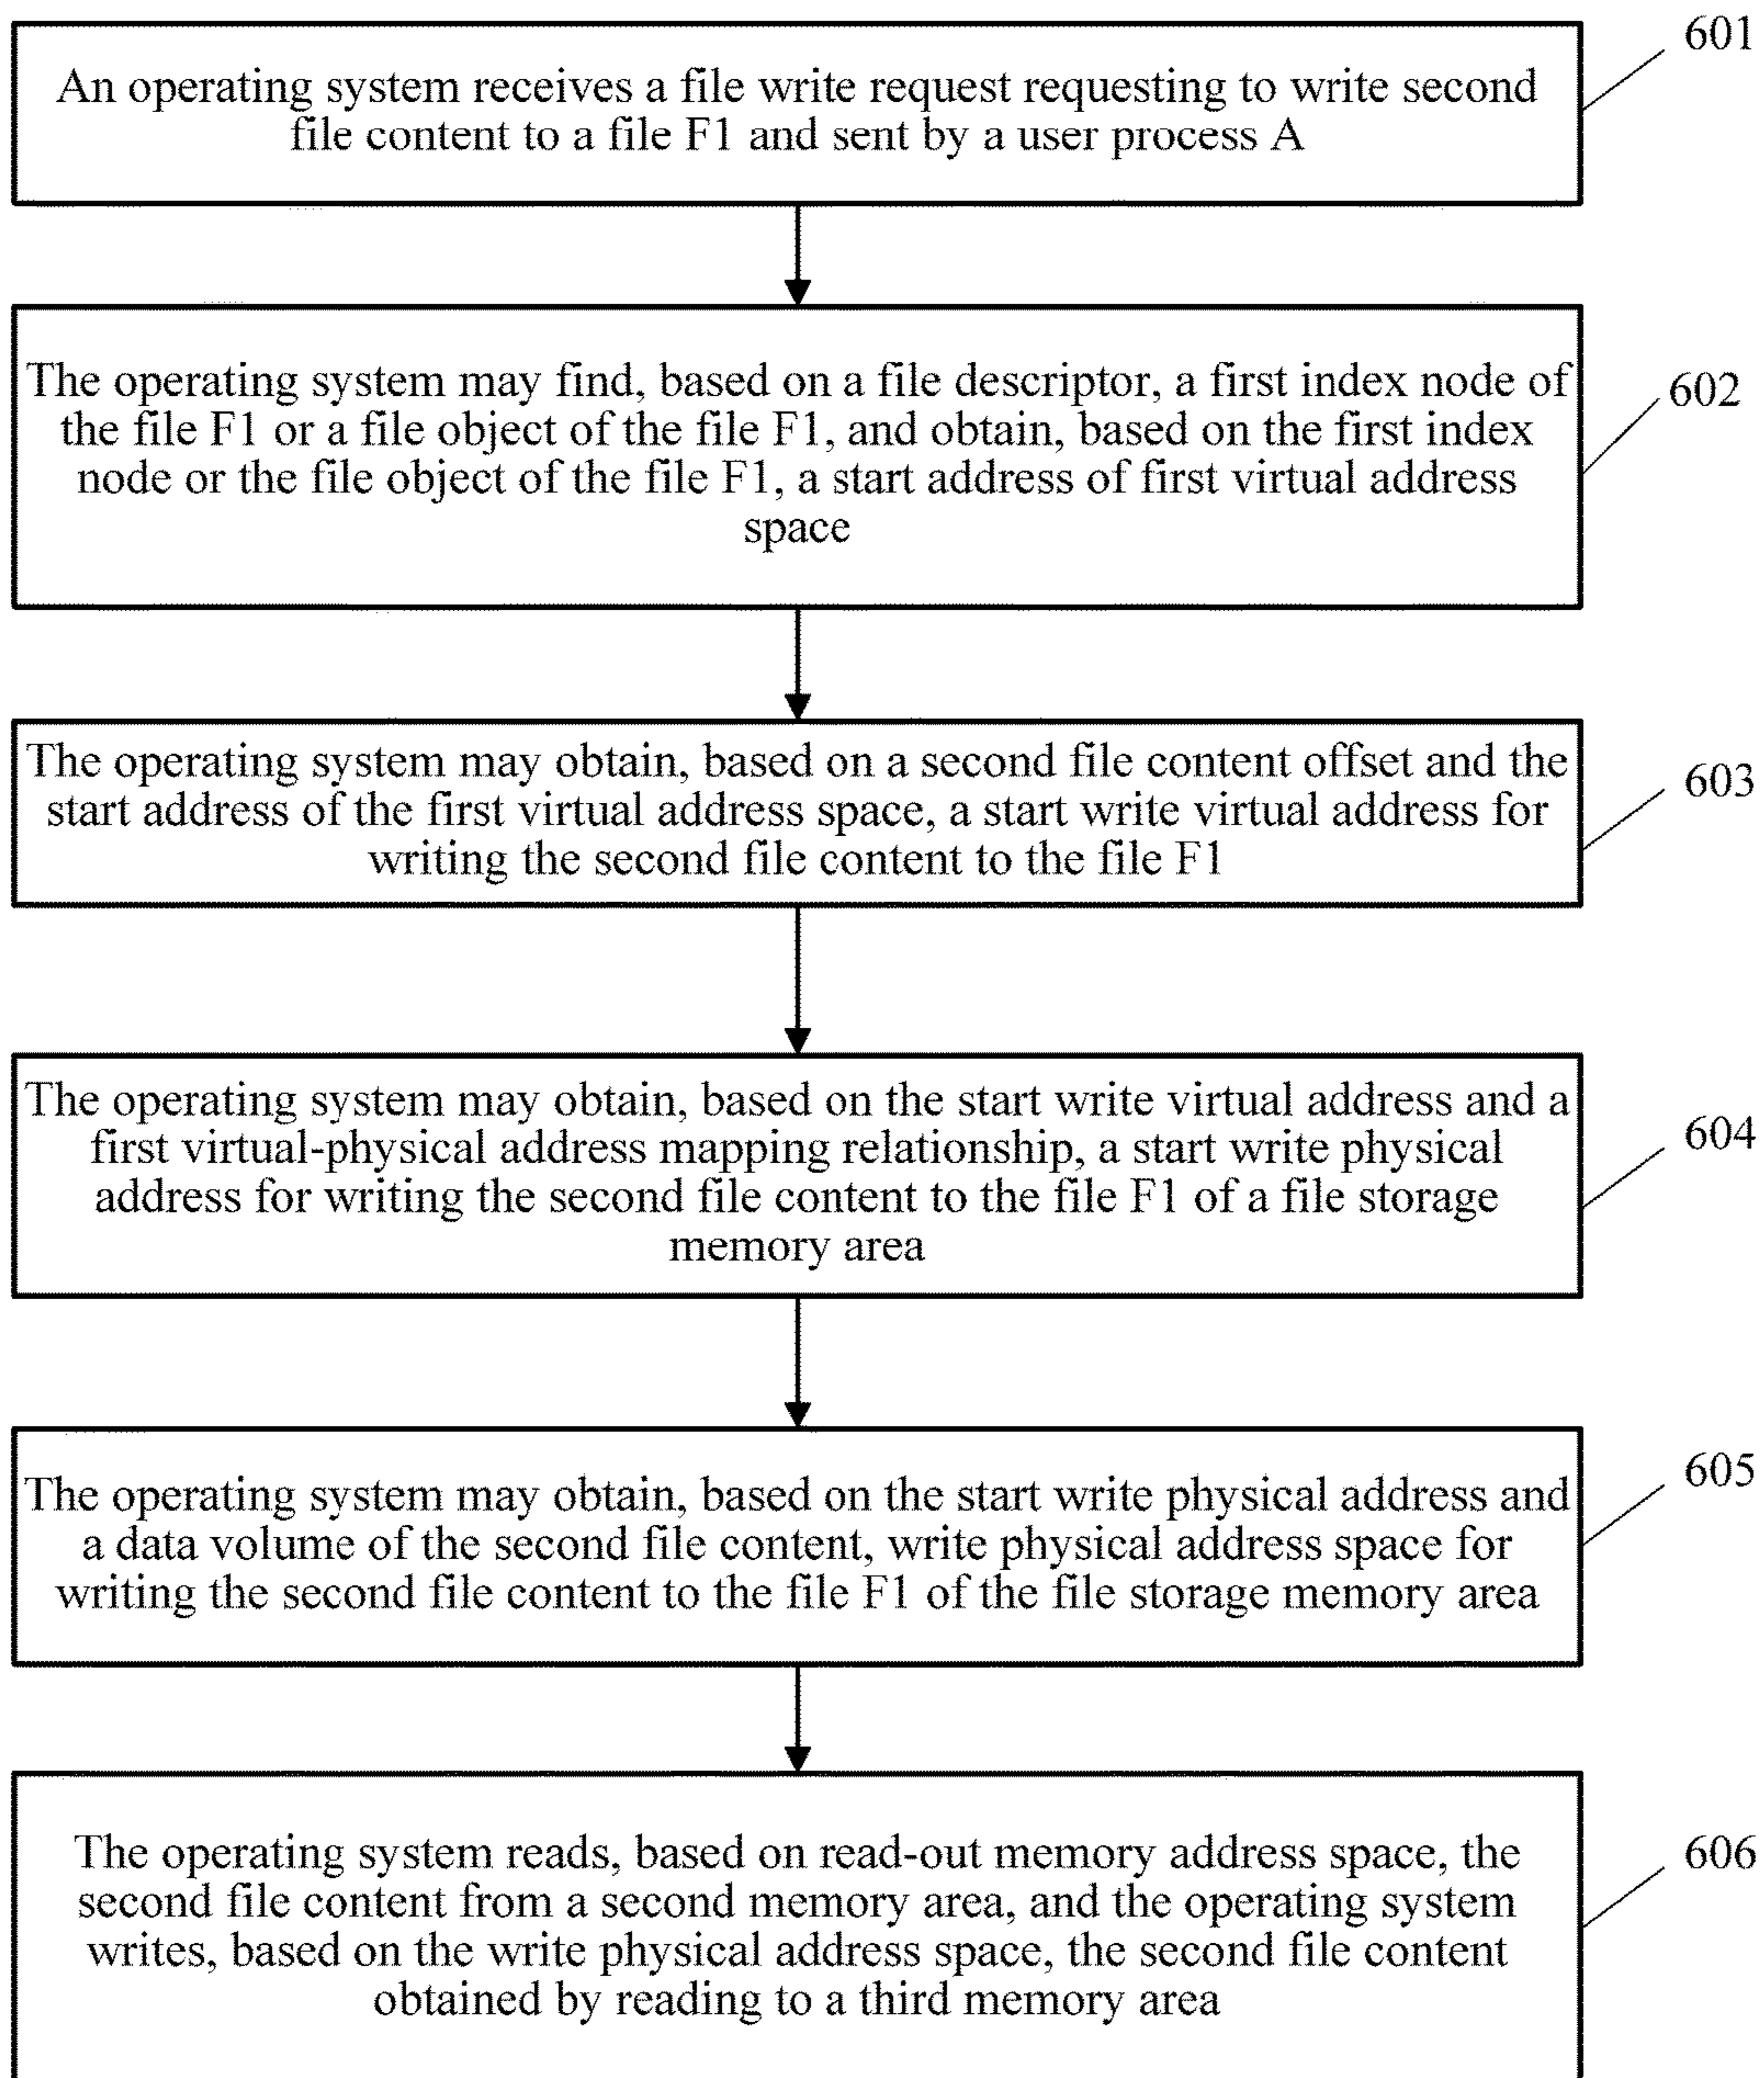 An operating system receives a file write request requesting to write second
file content to a file F1 and sent by a user process A
601
The operating system may find, based on a file descriptor, a first index node of
the file F1 or a file object of the file F1, and obtain, based on the first index
node or the file object of the file F1, a start address of first virtual address
space
602
The operating system may obtain, based on a second file content offset and the
start address of the first virtual address space, a start write virtual address for
writing the second file content to the file F1
603
The operating system may obtain, based on the start write virtual address and a
first virtual-physical address mapping relationship, a start write physical
address for writing the second file content to the file F1 of a file storage
memory area
604
The operating system may obtain, based on the start write physical address and
a data volume of the second file content, write physical address space for
writing the second file content to the file F1 of the file storage memory area
605
The operating system reads, based on read-out memory address space, the
second file content from a second memory area, and the operating system
writes, based on the write physical address space, the second file content
obtained by reading to a third memory area
606